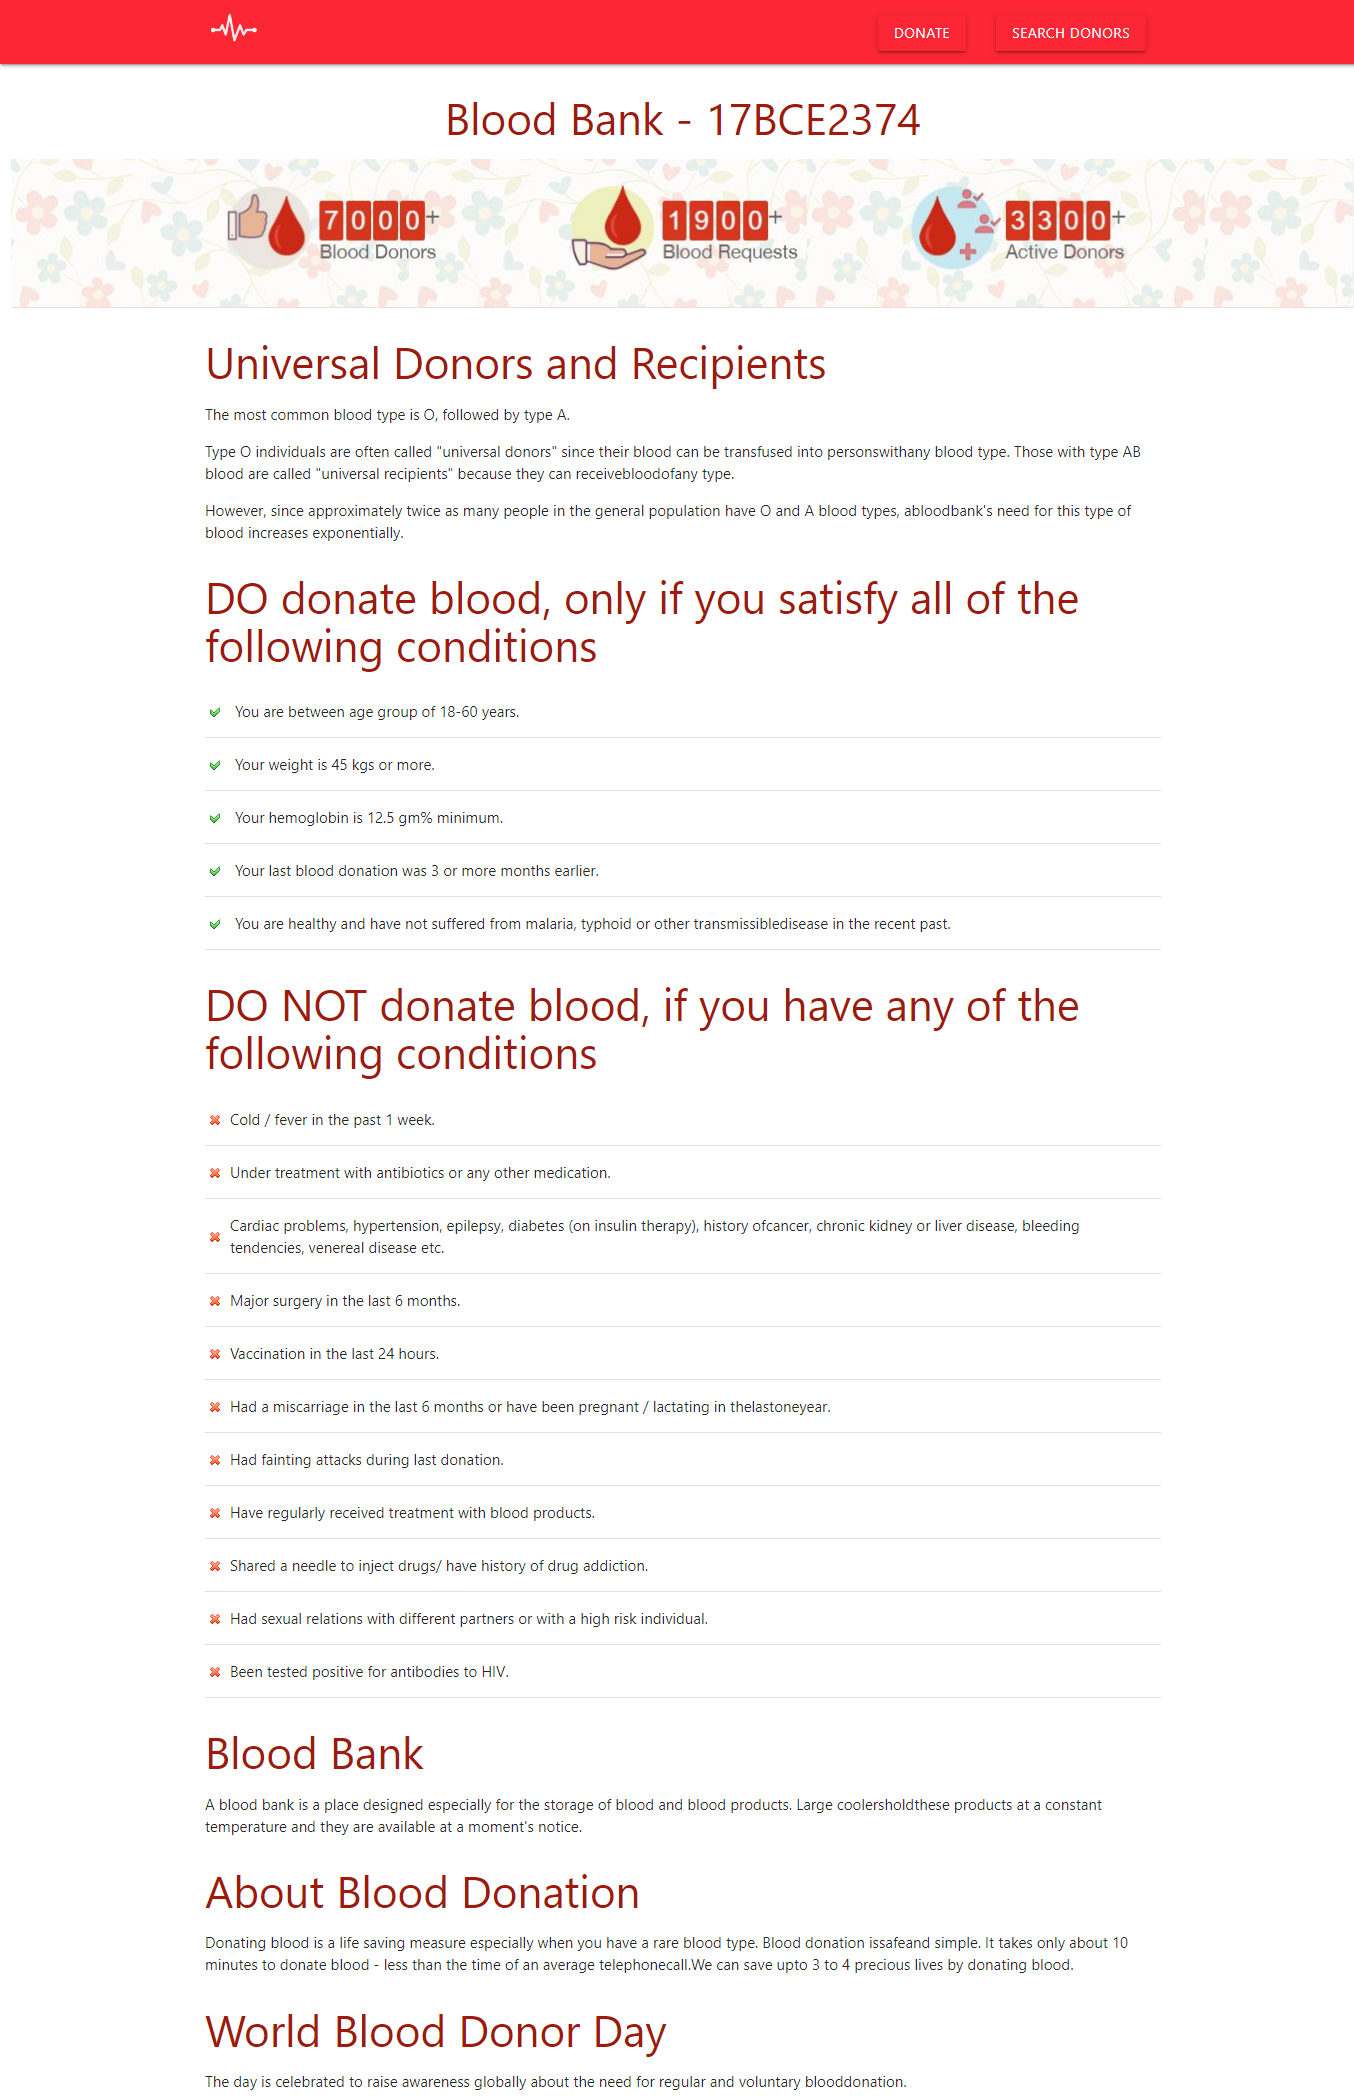 DONATE
SEARCH DONORS
Blood Bank - 17BCE2374
7000+
Blood Donors
1900+
Blood Requests
3300+
Active Donors
Universal Donors and Recipients
The most common blood type is O, followed by type A.
Type O individuals are often called "universal donors" since their blood can be transfused into personswithany blood type. Those with type AB
blood are called "universal recipients" because they can receivebloodofany type.
However, since approximately twice as many people in the general population have O and A blood types, abloodbank's need for this type of
blood increases exponentially.
DO donate blood, only if you satisfy all of the
following conditions
You are between age group of 18-60 years.
Your weight is 45 kgs or more.
Your hemoglobin is 12.5 gm% minimum.
Your last blood donation was 3 or more months earlier.
You are healthy and have not suffered from malaria, typhoid or other transmissibledisease in the recent past.
DO NOT donate blood, if you have any of the
following conditions
Cold / fever in the past 1 week.
Under treatment with antibiotics or any other medication.
Cardiac problems, hypertension, epilepsy, diabetes (on insulin therapy), history ofcancer, chronic kidney or liver disease, bleeding
tendencies, venereal disease etc.
Major surgery in the last 6 months.
Vaccination in the last 24 hours.
Had a miscarriage in the last 6 months or have been pregnant / lactating in thelastoneyear.
Had fainting attacks during last donation.
Have regularly received treatment with blood products.
Shared a needle to inject drugs/ have history of drug addiction.
Had sexual relations with different partners or with a high risk individual.
Been tested positive for antibodies to HIV.
Blood Bank
A blood bank is a place designed especially for the storage of blood and blood products. Large coolersholdthese products at a constant
temperature and they are available at a moment's notice.
About Blood Donation
Donating blood is a life saving measure especially when you have a rare blood type. Blood donation issafeand simple. It takes only about 10
minutes to donate blood - less than the time of an average telephonecall.We can save upto 3 to 4 precious lives by donating blood.
World Blood Donor Day
The day is celebrated to raise awareness globally about the need for regular and voluntary blooddonation.